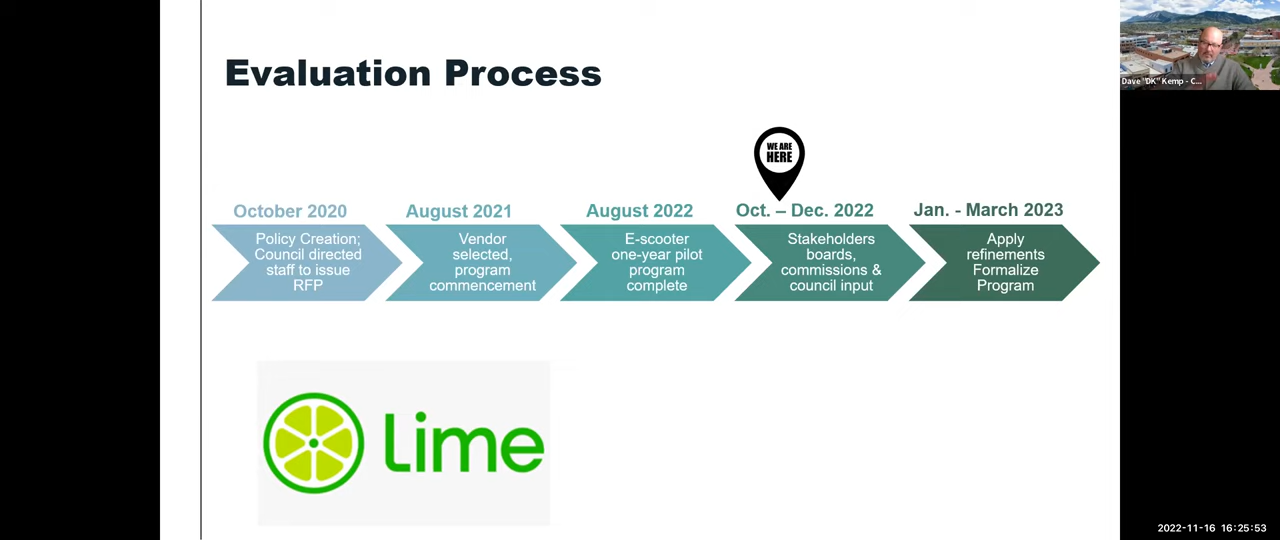 Evaluation Process
WE ARE
HERE
October 2020
August 2021
August 2022
Oct. – Dec. 2022
Jan. - March 2023
Policy Creation;
Council directed
staff to issue
RFP
Vendor
selected,
program
commencement
E-scooter
one-year pilot
program
complete
Stakeholders
boards,
commissions &
council input
Apply
refinements
Formalize
Program
Lime
Dave "DK" Kemp - C...
2022-11-16 16:25:53